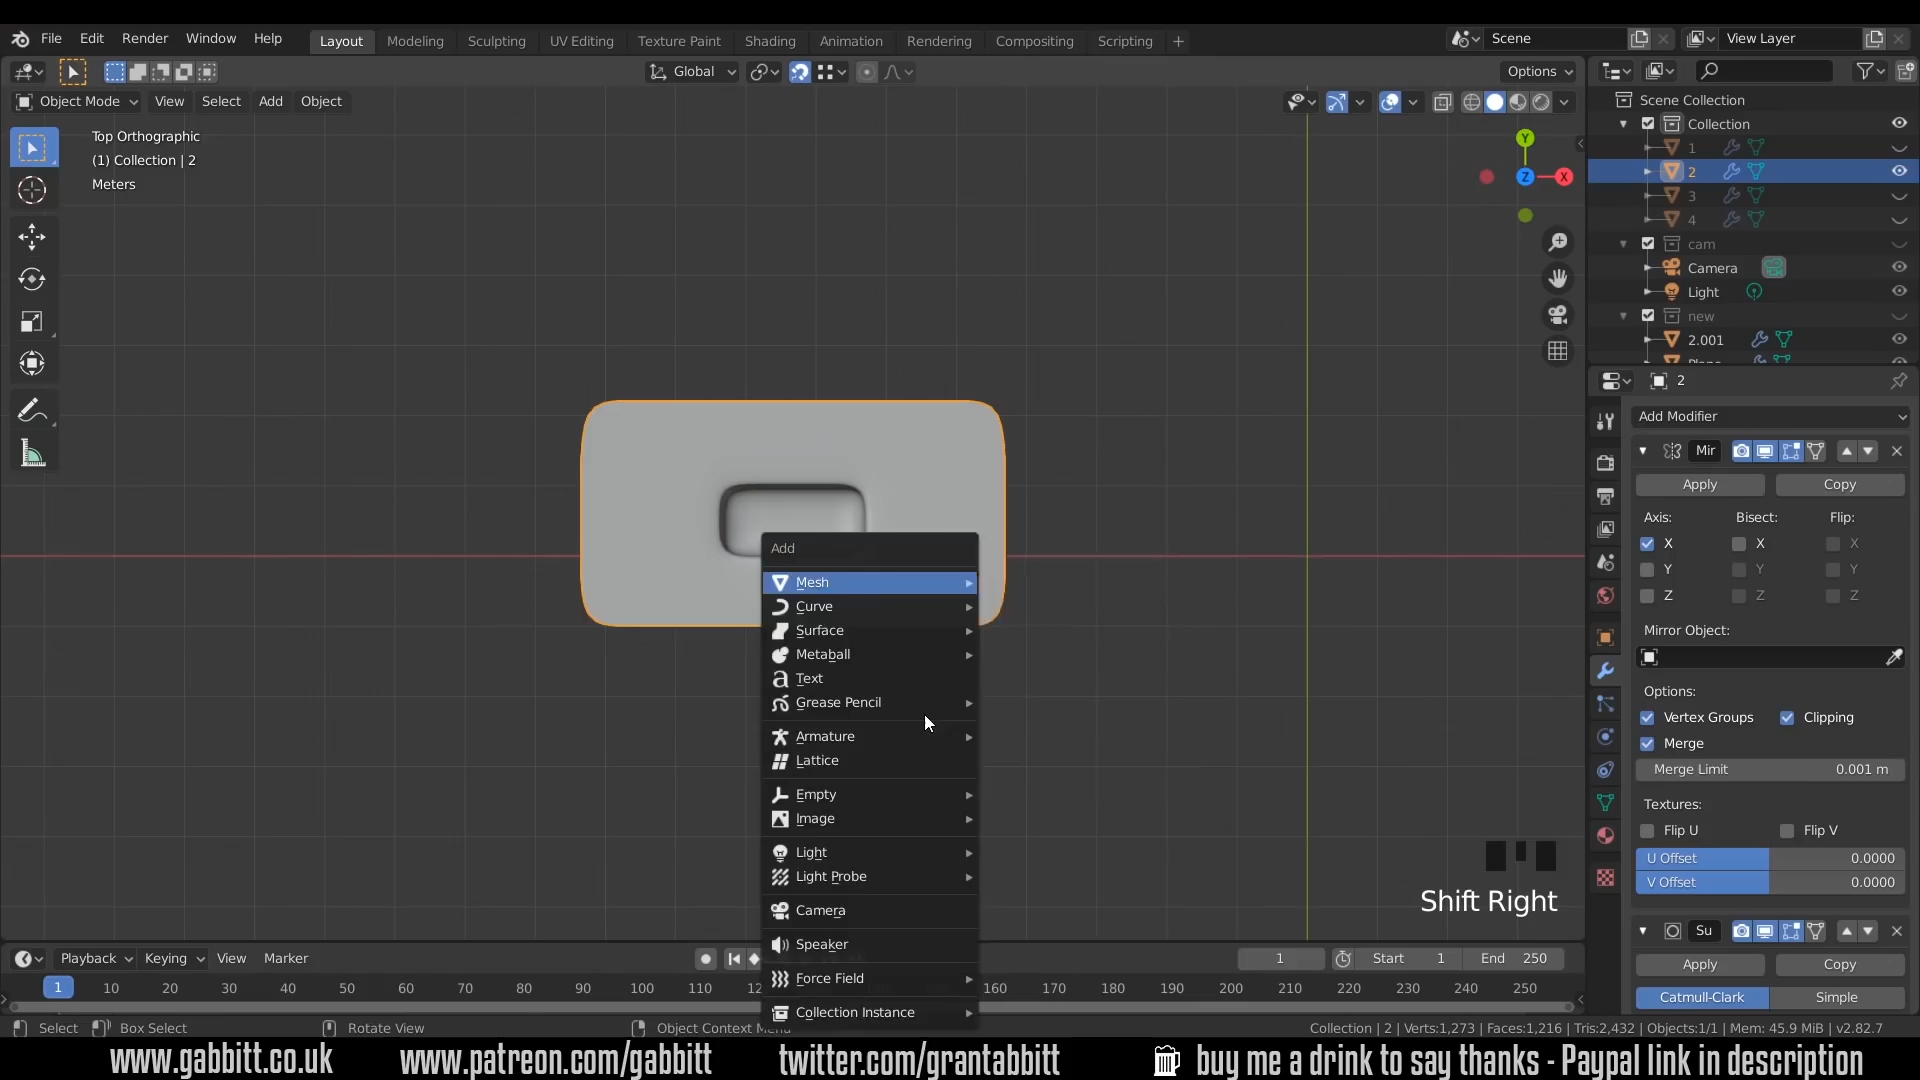 File Edit Render Window Help Layout Modeling Sculpting UV Editing Texture Paint Shading Animation Rendering Compositing Scripting + Scene View Layer
Global Options
Object Mode View Select Add Object
Top Orthographic
(1) Collection | 2
Meters
Y
Z
X
Scene Collection
Collection
1
2
3
4
cam
Camera
Light
new
2.001
2
Add Modifier
Mir
Apply Copy
Axis: Bisect: Flip:
X X X
Y Y Y
Z Z Z
Mirror Object:
Options:
Vertex Groups Clipping
Merge
Merge Limit 0.001 m
Textures:
Flip U Flip V
U Offset 0.0000
V Offset 0.0000
Su
Apply Copy
Catmull-Clark Simple
Add
Mesh
Curve
Surface
Metaball
Text
Grease Pencil
Armature
Lattice
Empty
Image
Light
Light Probe
Camera
Speaker
Force Field
Collection Instance
Shift Right
Playback Keying View Marker 1 Start 1 End 250
1 10 20 30 40 50 60 70 80 90 100 110 160 170 180 190 200 210 220 230 240 250
Select Box Select Rotate View Object Context Collection | 2 | Verts:1,273 | Faces:1,216 | Tris:2,432 | Objects:1/1 | Mem: 45.9 MiB | v2.82.7
www.gabbitt.co.uk www.patreon.com/gabbitt twitter.com/grantabbitt buy me a drink to say thanks - Paypal link in description